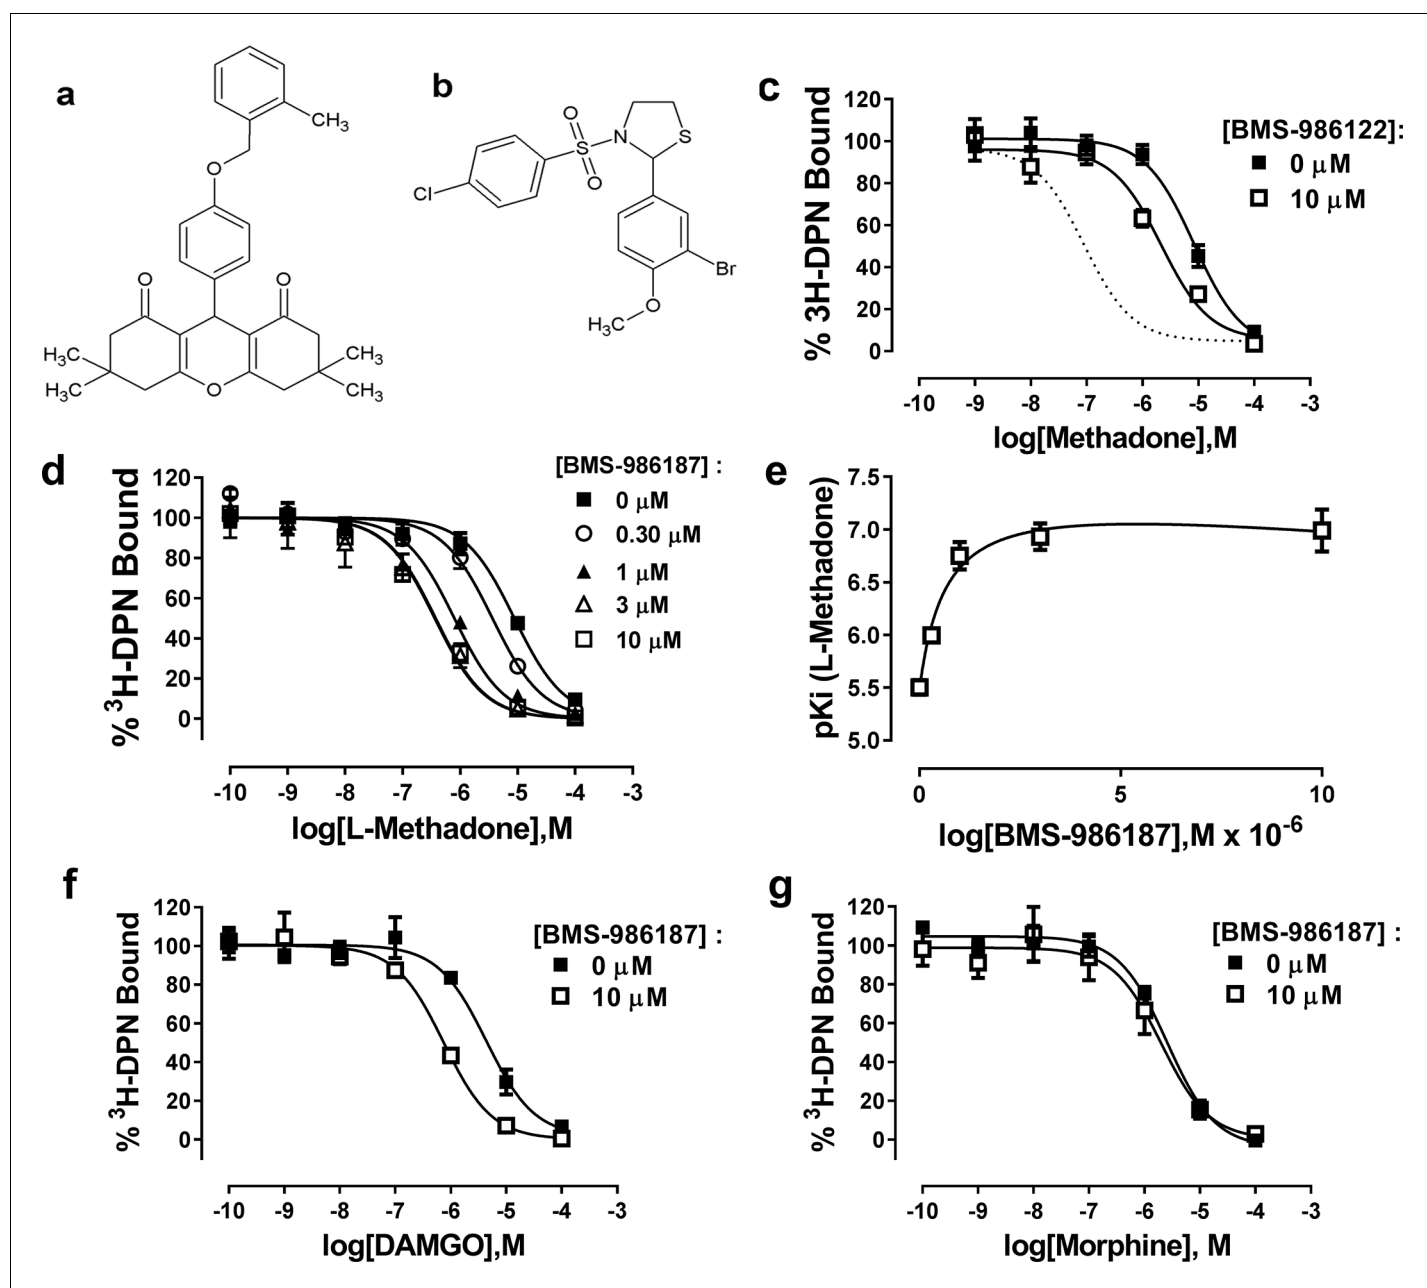 a
CH3
O
O
O
H3C
H3C
O
CH3
CH3
b
O
S
O
N
S
Cl
Br
O
H3C
c
% 3H-DPN Bound
120
100
80
60
40
20
0
-10 -9 -8 -7 -6 -5 -4 -3
log[Methadone],M
[BMS-986122]:
0 μM
10 μM
d
% 3H-DPN Bound
120
100
80
60
40
20
0
-10 -9 -8 -7 -6 -5 -4 -3
log[L-Methadone],M
[BMS-986187] :
0 μM
0.30 μM
1 μM
3 μM
10 μM
e
pKi (L-Methadone)
7.5
7.0
6.5
6.0
5.5
5.0
0 5 10
log[BMS-986187],M x 10-6
f
% 3H-DPN Bound
120
100
80
60
40
20
0
-10 -9 -8 -7 -6 -5 -4 -3
log[DAMGO],M
[BMS-986187] :
0 μM
10 μM
g
% 3H-DPN Bound
120
100
80
60
40
20
0
-10 -9 -8 -7 -6 -5 -4 -3
log[Morphine], M
[BMS-986187] :
0 μM
10 μM